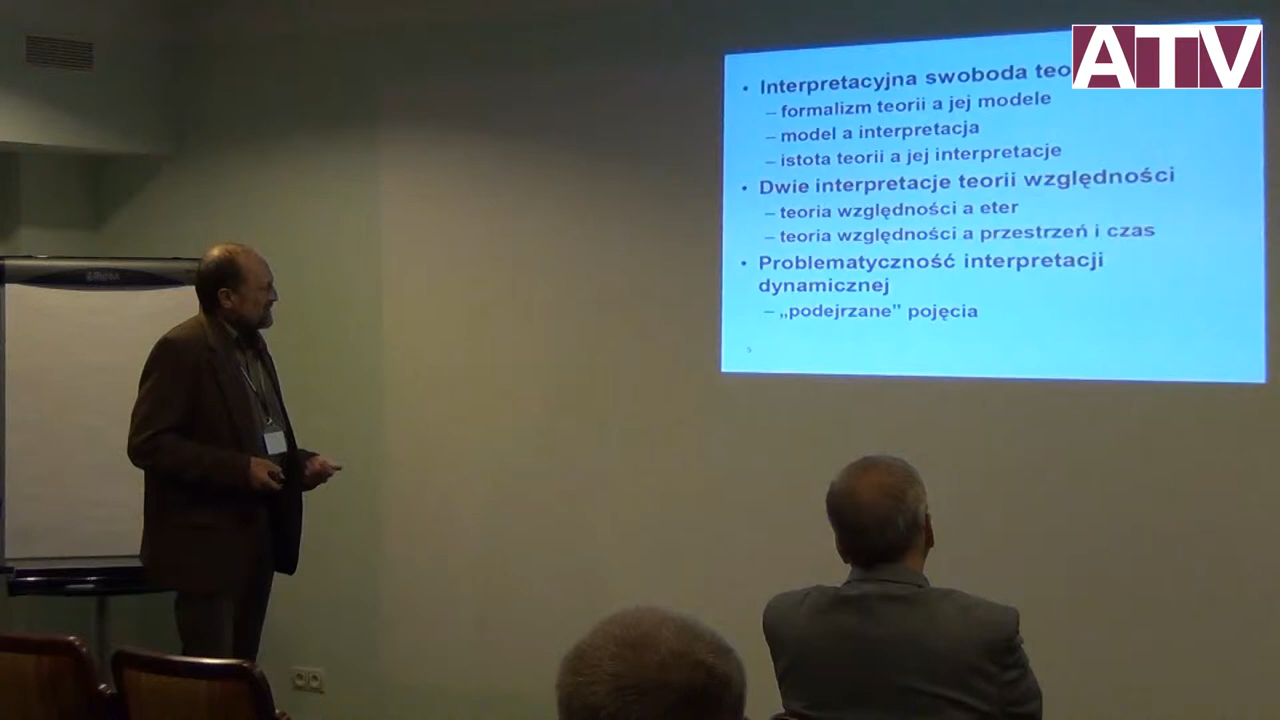 ATV
• Interpretacyjna swoboda
– formalizm teorii a jej modele
– model a interpretacja
– istota teorii a jej interpretacje
• Dwie interpretacje teorii względności
– teoria względności a eter
– teoria względności a przestrzeń i czas
• Problematyczność interpretacji
dynamicznej
– „podejrzane” pojęcia
5